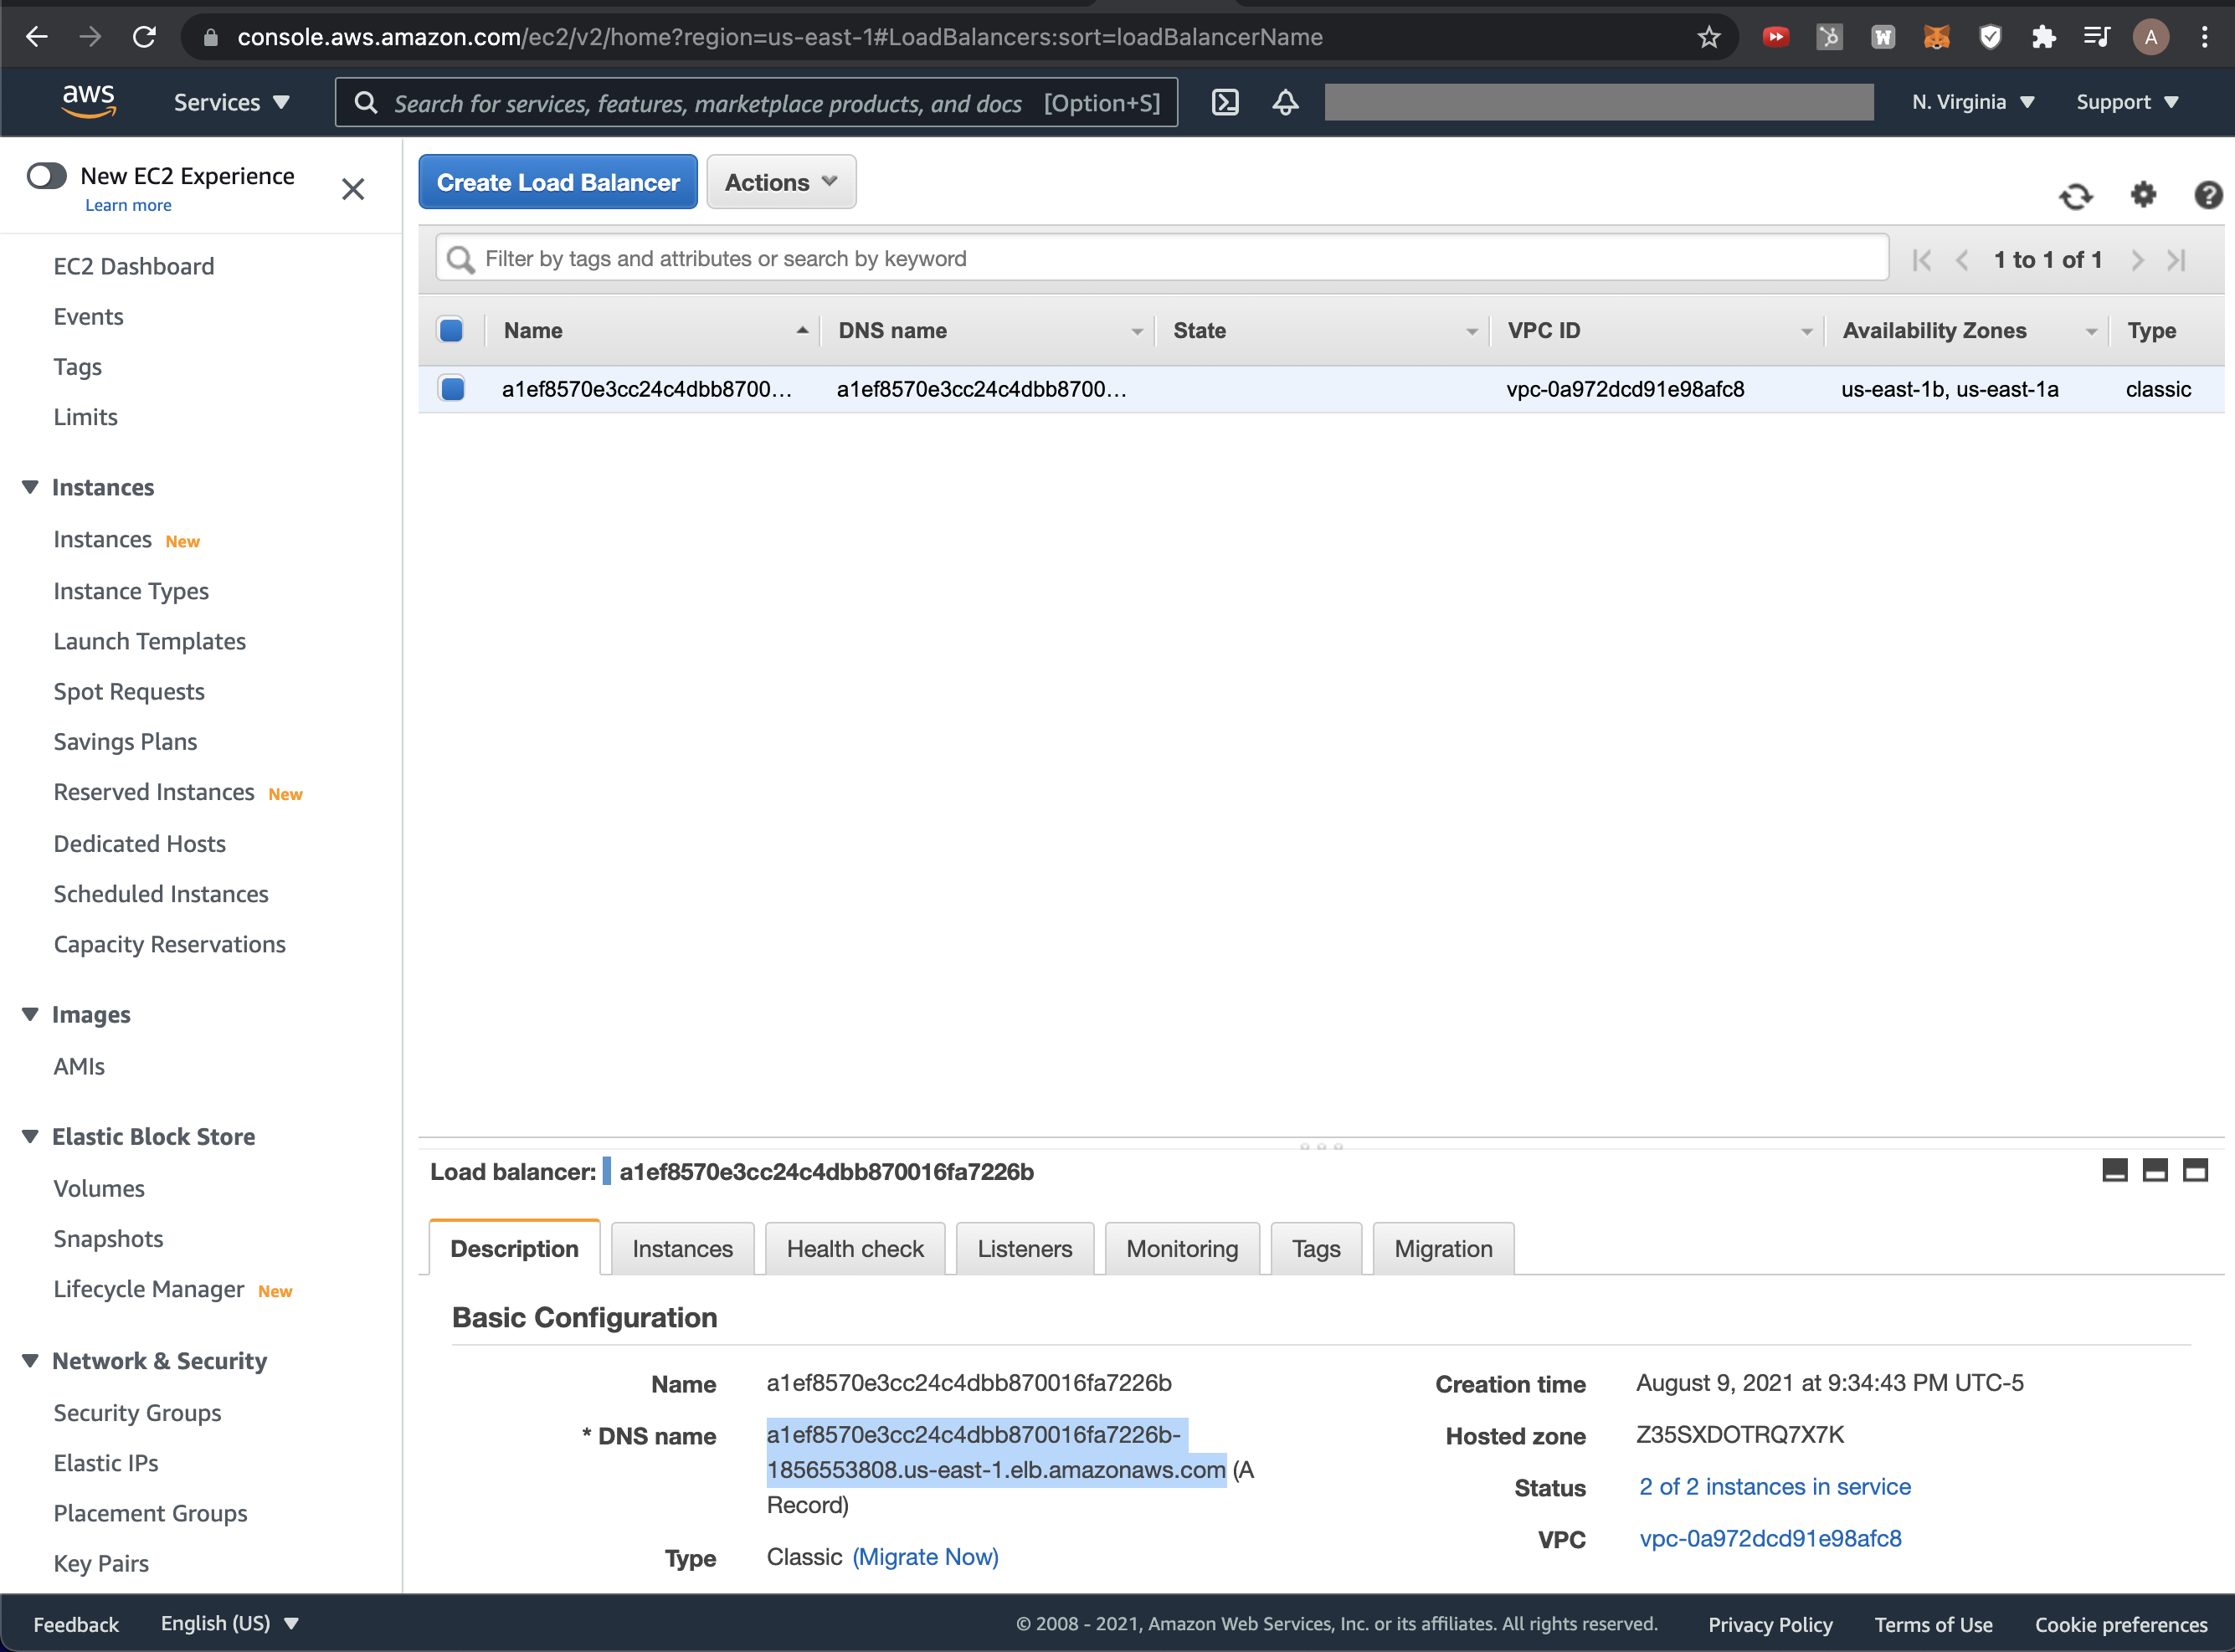 console.aws.amazon.com/ec2/v2/home?region=us-east-1#LoadBalancers:sort=loadBalancerName
W
A
aws
Services
Search for services, features, marketplace products, and docs [Option+S]
N. Virginia
Support
New EC2 Experience
Learn more
EC2 Dashboard
Events
Tags
Limits
Instances
Instances New
Instance Types
Launch Templates
Spot Requests
Savings Plans
Reserved Instances New
Dedicated Hosts
Scheduled Instances
Capacity Reservations
Images
AMIs
Elastic Block Store
Volumes
Snapshots
Lifecycle Manager New
Network & Security
Security Groups
Elastic IPs
Placement Groups
Key Pairs
Create Load Balancer
Actions
?
Filter by tags and attributes or search by keyword
1 to 1 of 1
Name DNS name State VPC ID Availability Zones Type
a1ef8570e3cc24c4dbb8700... a1ef8570e3cc24c4dbb8700... vpc-0a972dcd91e98afc8 us-east-1b, us-east-1a classic
Load balancer: a1ef8570e3cc24c4dbb870016fa7226b
Description Instances Health check Listeners Monitoring Tags Migration
Basic Configuration
Name a1ef8570e3cc24c4dbb870016fa7226b
* DNS name a1ef8570e3cc24c4dbb870016fa7226b-
1856553808.us-east-1.elb.amazonaws.com (A
Record)
Type Classic (Migrate Now)
Creation time August 9, 2021 at 9:34:43 PM UTC-5
Hosted zone Z35SXDOTRQ7X7K
Status 2 of 2 instances in service
VPC vpc-0a972dcd91e98afc8
Feedback English (US) © 2008 - 2021, Amazon Web Services, Inc. or its affiliates. All rights reserved. Privacy Policy Terms of Use Cookie preferences